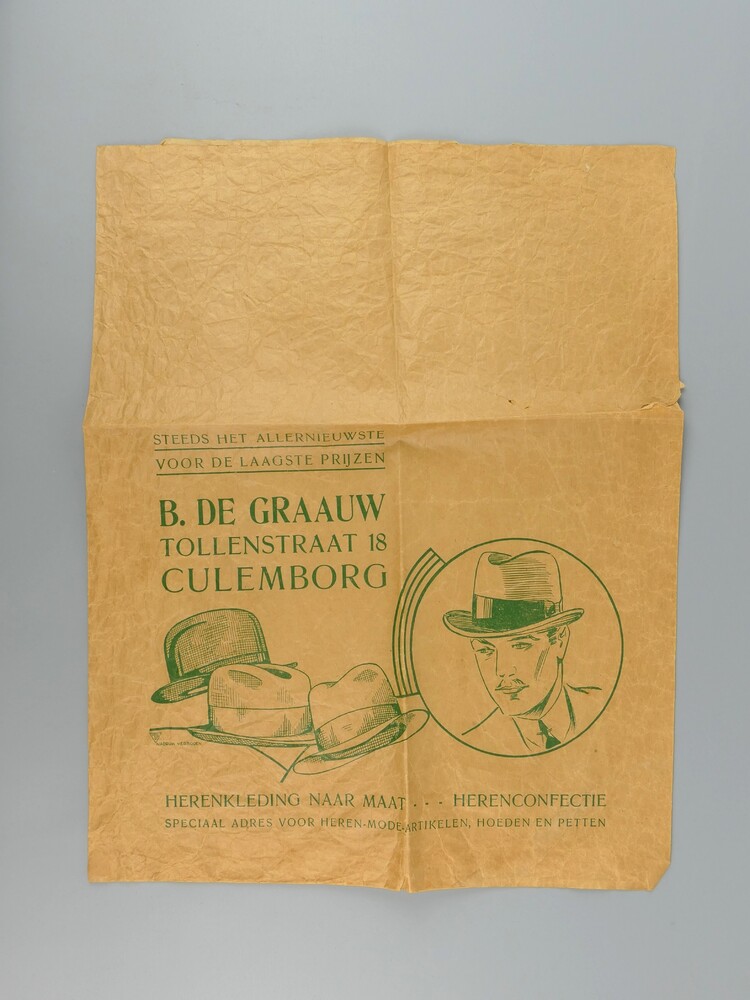 STEEDS HET ALLERNIEUWSTE
VOOR DE LAAGSTE PRIJZEN
B. DE GRAAUW
TOLLENSTRAAT 18
CULEMBORG
HERENKLEDING NAAR MAAT . . . HERENCONFECTIE
SPECIAAL ADRES VOOR HEREN-MODE-ARTIKELEN, HOEDEN EN PETTEN